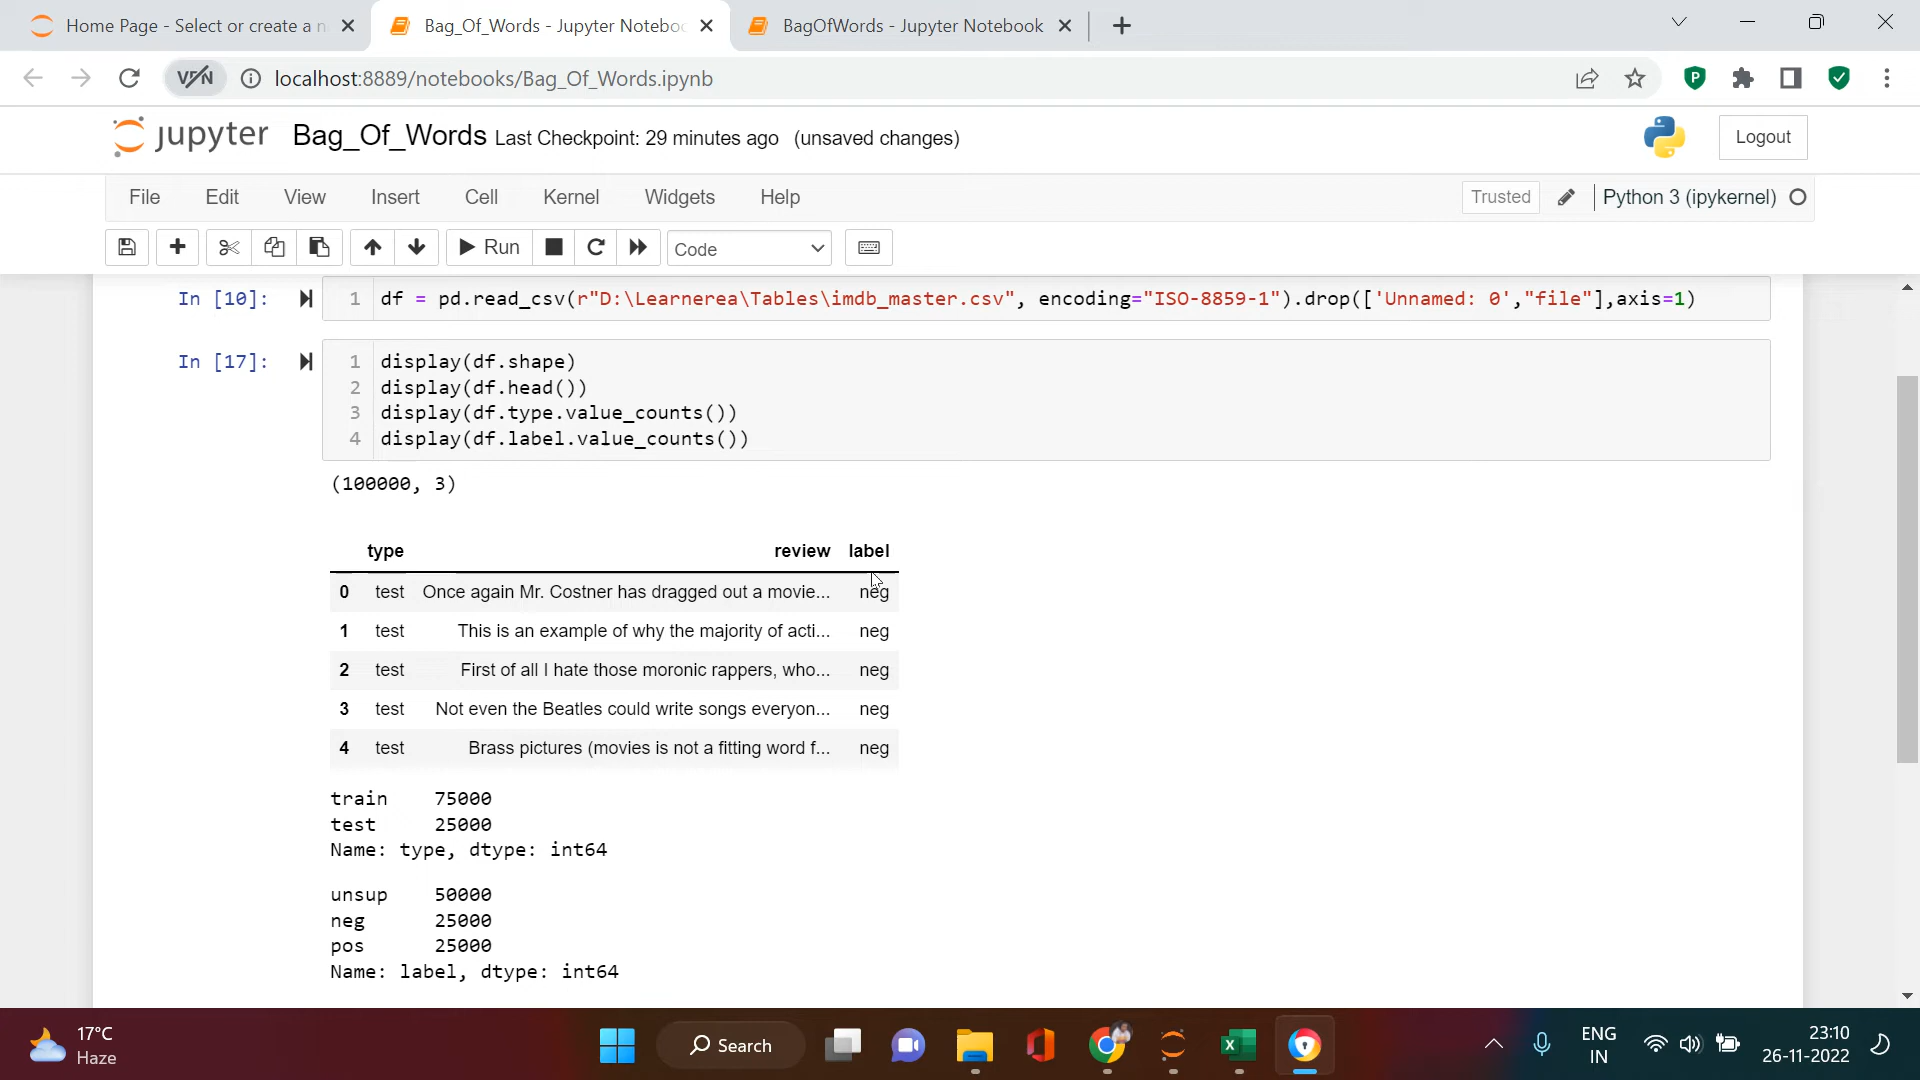 Home Page - Select or create a n
Bag_Of_Words - Jupyter Noteboo
BagOfWords - Jupyter Notebook
VPN
localhost:8889/notebooks/Bag_Of_Words.ipynb
jupyter Bag_Of_Words Last Checkpoint: 29 minutes ago (unsaved changes)
Logout
File Edit View Insert Cell Kernel Widgets Help
Trusted
Python 3 (ipykernel)
Run
Code
In [10]: 1 df = pd.read_csv(r"D:\Learnerea\Tables\imdb_master.csv", encoding="ISO-8859-1").drop(['Unnamed: 0',"file"],axis=1)
In [17]: 1 display(df.shape)
2 display(df.head())
3 display(df.type.value_counts())
4 display(df.label.value_counts())
(100000, 3)
type review label
0 test Once again Mr. Costner has dragged out a movie... neg
1 test This is an example of why the majority of acti... neg
2 test First of all I hate those moronic rappers, who... neg
3 test Not even the Beatles could write songs everyon... neg
4 test Brass pictures (movies is not a fitting word f... neg
train 75000
test 25000
Name: type, dtype: int64
unsup 50000
neg 25000
pos 25000
Name: label, dtype: int64
17°C
Haze
Search
ENG
IN
23:10
26-11-2022